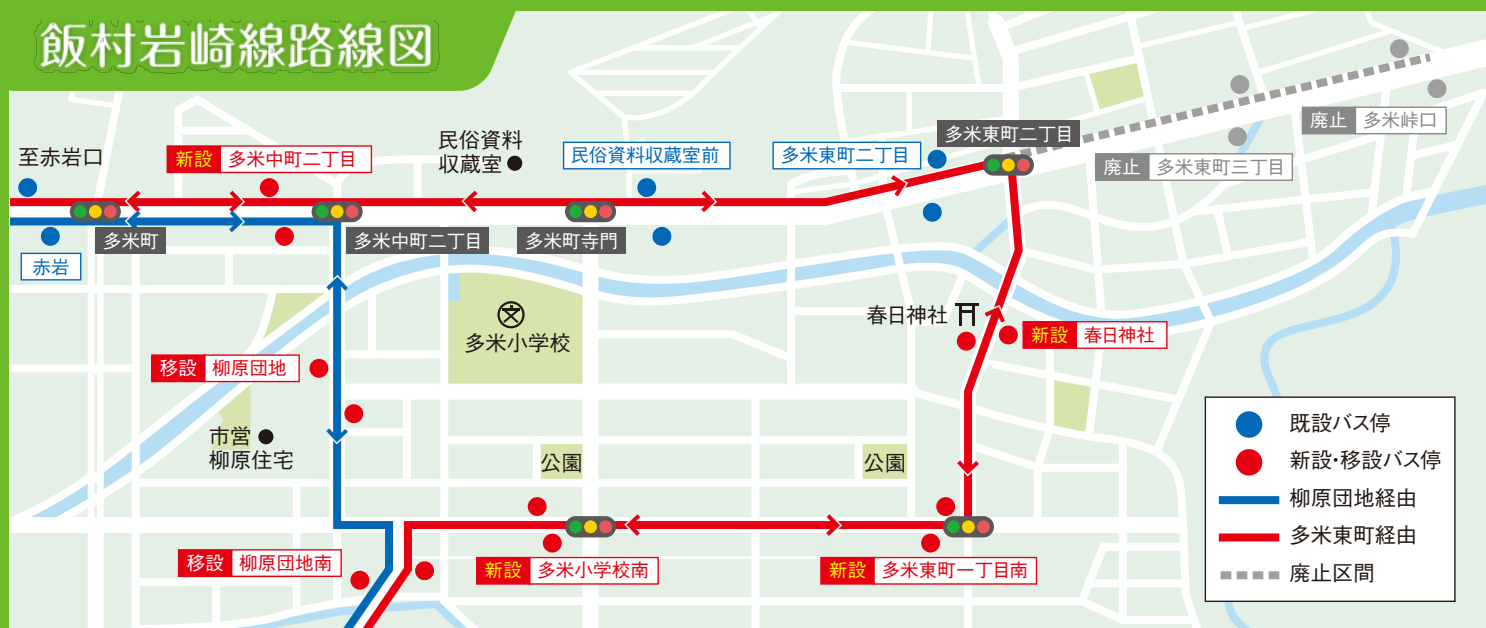 飯村岩崎線路線図
至赤岩口
新設 多米中町二丁目
民俗資料
収蔵室
民俗資料収蔵室前
多米東町二丁目
多米東町二丁目
廃止 多米峠口
廃止 多米東町三丁目
赤岩
多米町
多米中町二丁目
多米町寺門
文
多米小学校
春日神社
新設 春日神社
移設 柳原団地
市営
柳原住宅
公園
公園
移設 柳原団地南
新設 多米小学校南
新設 多米東町一丁目南
既設バス停
新設・移設バス停
柳原団地経由
多米東町経由
廃止区間